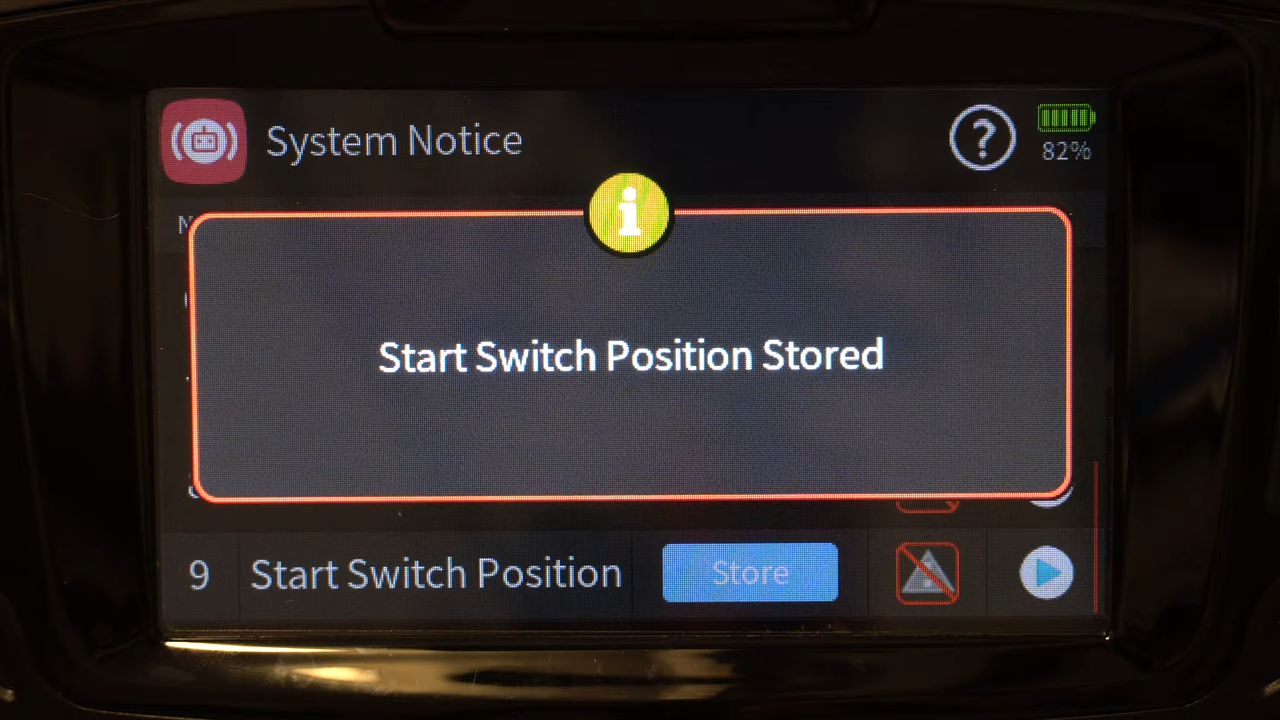 System Notice
82%
Start Switch Position Stored
9 Start Switch Position Store